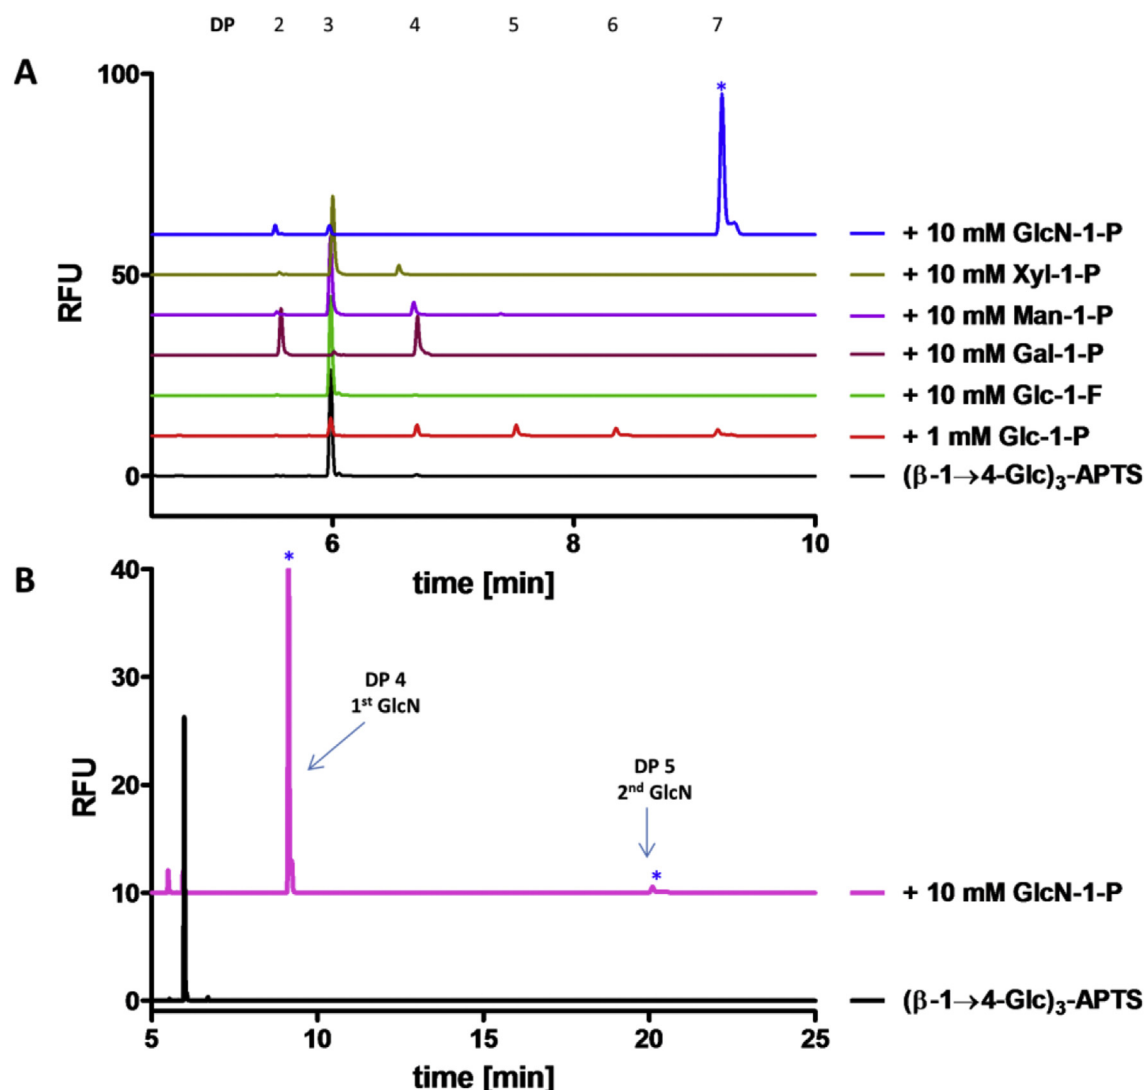 DP 2 3 4 5 6 7
A
100
50
0
RFU
*
+ 10 mM GlcN-1-P
+ 10 mM Xyl-1-P
+ 10 mM Man-1-P
+ 10 mM Gal-1-P
+ 10 mM Glc-1-F
+ 1 mM Glc-1-P
(β-1→4-Glc)₃-APTS
6 8 10
time [min]
B
40
30
20
10
0
RFU
*
DP 4
1st GlcN
DP 5
2nd GlcN
*
+ 10 mM GlcN-1-P
(β-1→4-Glc)₃-APTS
5 10 15 20 25
time [min]